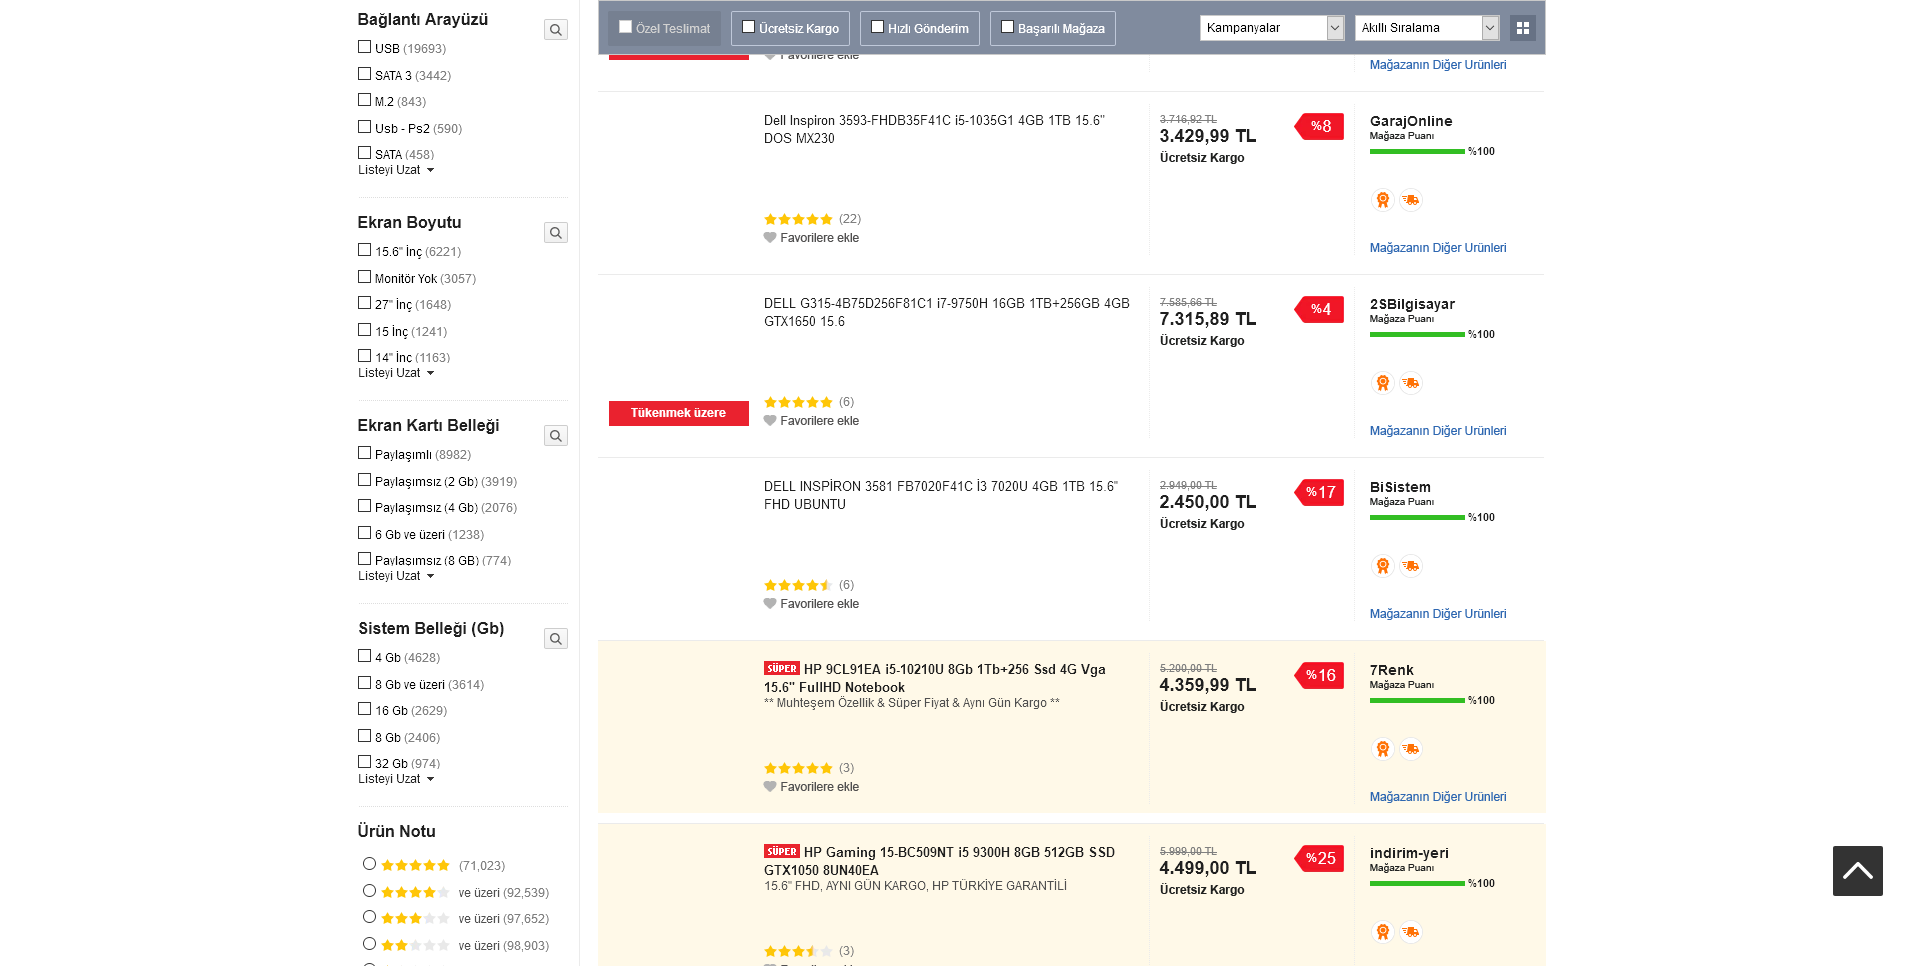 Bağlantı Arayüzü
USB (19693)
SATA 3 (3442)
M.2 (843)
Usb - Ps2 (590)
SATA (458)
Listeyi Uzat
Ekran Boyutu
15.6" İnç (6221)
Monitör Yok (3057)
27" İnç (1648)
15 İnç (1241)
14" İnç (1163)
Listeyi Uzat
Ekran Kartı Belleği
Paylaşımlı (8982)
Paylaşımsız (2 Gb) (3919)
Paylaşımsız (4 Gb) (2076)
6 Gb ve üzeri (1238)
Paylaşımsız (8 GB) (774)
Listeyi Uzat
Sistem Belleği (Gb)
4 Gb (4628)
8 Gb ve üzeri (3614)
16 Gb (2629)
8 Gb (2406)
32 Gb (974)
Listeyi Uzat
Ürün Notu
(71,023)
ve üzeri (92,539)
ve üzeri (97,652)
ve üzeri (98,903)
Özel Teslimat
Ücretsiz Kargo
Hızlı Gönderim
Başarılı Mağaza
Kampanyalar
Akıllı Sıralama
Favorilere ekle
Mağazanın Diğer Ürünleri
Dell Inspiron 3593-FHDB35F41C i5-1035G1 4GB 1TB 15.6"
DOS MX230
(22)
Favorilere ekle
3.716,92 TL
3.429,99 TL
Ücretsiz Kargo
%8
GarajOnline
Mağaza Puanı
%100
Mağazanın Diğer Ürünleri
DELL G315-4B75D256F81C1 i7-9750H 16GB 1TB+256GB 4GB
GTX1650 15.6
Tükenmek üzere
(6)
Favorilere ekle
7.585,66 TL
7.315,89 TL
Ücretsiz Kargo
%4
2SBilgisayar
Mağaza Puanı
%100
Mağazanın Diğer Ürünleri
DELL INSPİRON 3581 FB7020F41C İ3 7020U 4GB 1TB 15.6"
FHD UBUNTU
(6)
Favorilere ekle
2.949,00 TL
2.450,00 TL
Ücretsiz Kargo
%17
BiSistem
Mağaza Puanı
%100
Mağazanın Diğer Ürünleri
SÜPER HP 9CL91EA i5-10210U 8Gb 1Tb+256 Ssd 4G Vga
15.6" FullHD Notebook
** Muhteşem Özellik & Süper Fiyat & Aynı Gün Kargo **
(3)
Favorilere ekle
5.200,00 TL
4.359,99 TL
Ücretsiz Kargo
%16
7Renk
Mağaza Puanı
%100
Mağazanın Diğer Ürünleri
SÜPER HP Gaming 15-BC509NT i5 9300H 8GB 512GB SSD
GTX1050 8UN40EA
15.6" FHD, AYNI GÜN KARGO, HP TÜRKİYE GARANTİLİ
(3)
5.999,00 TL
4.499,00 TL
Ücretsiz Kargo
%25
indirim-yeri
Mağaza Puanı
%100